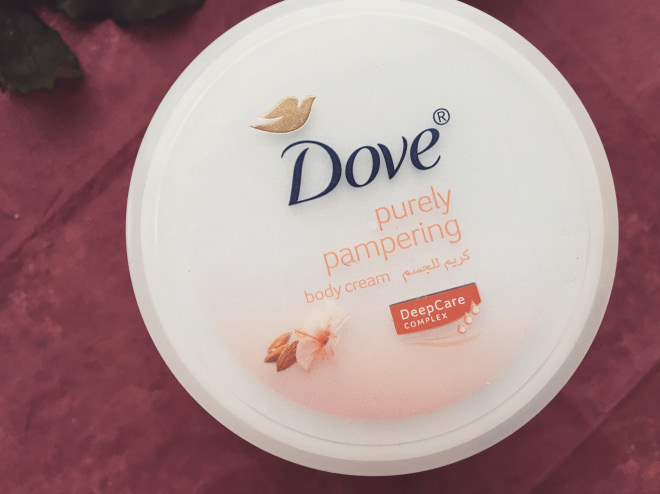 Dove®
purely
pampering
body cream كريم للجسم
DeepCare
COMPLEX